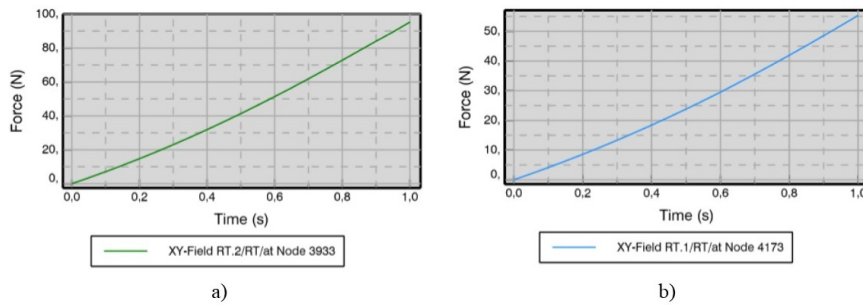 100,
80,
60,
40,
20,
0,
Force (N)
0,0 0,2 0,4 0,6 0,8 1,0
Time (s)
XY-Field RT.2/RT/at Node 3933
a)
50,
40,
30,
20,
10,
0,
Force (N)
0,0 0,2 0,4 0,6 0,8 1,0
Time (s)
XY-Field RT.1/RT/at Node 4173
b)